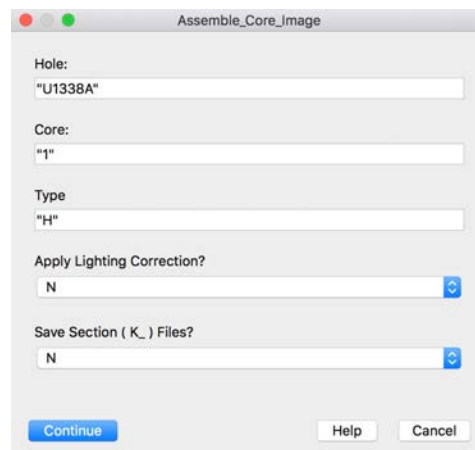 Assemble_Core_Image
Hole:
"U1338A"
Core:
"1"
Type
"H"
Apply Lighting Correction?
N
Save Section ( K_ ) Files?
N
Continue Help Cancel